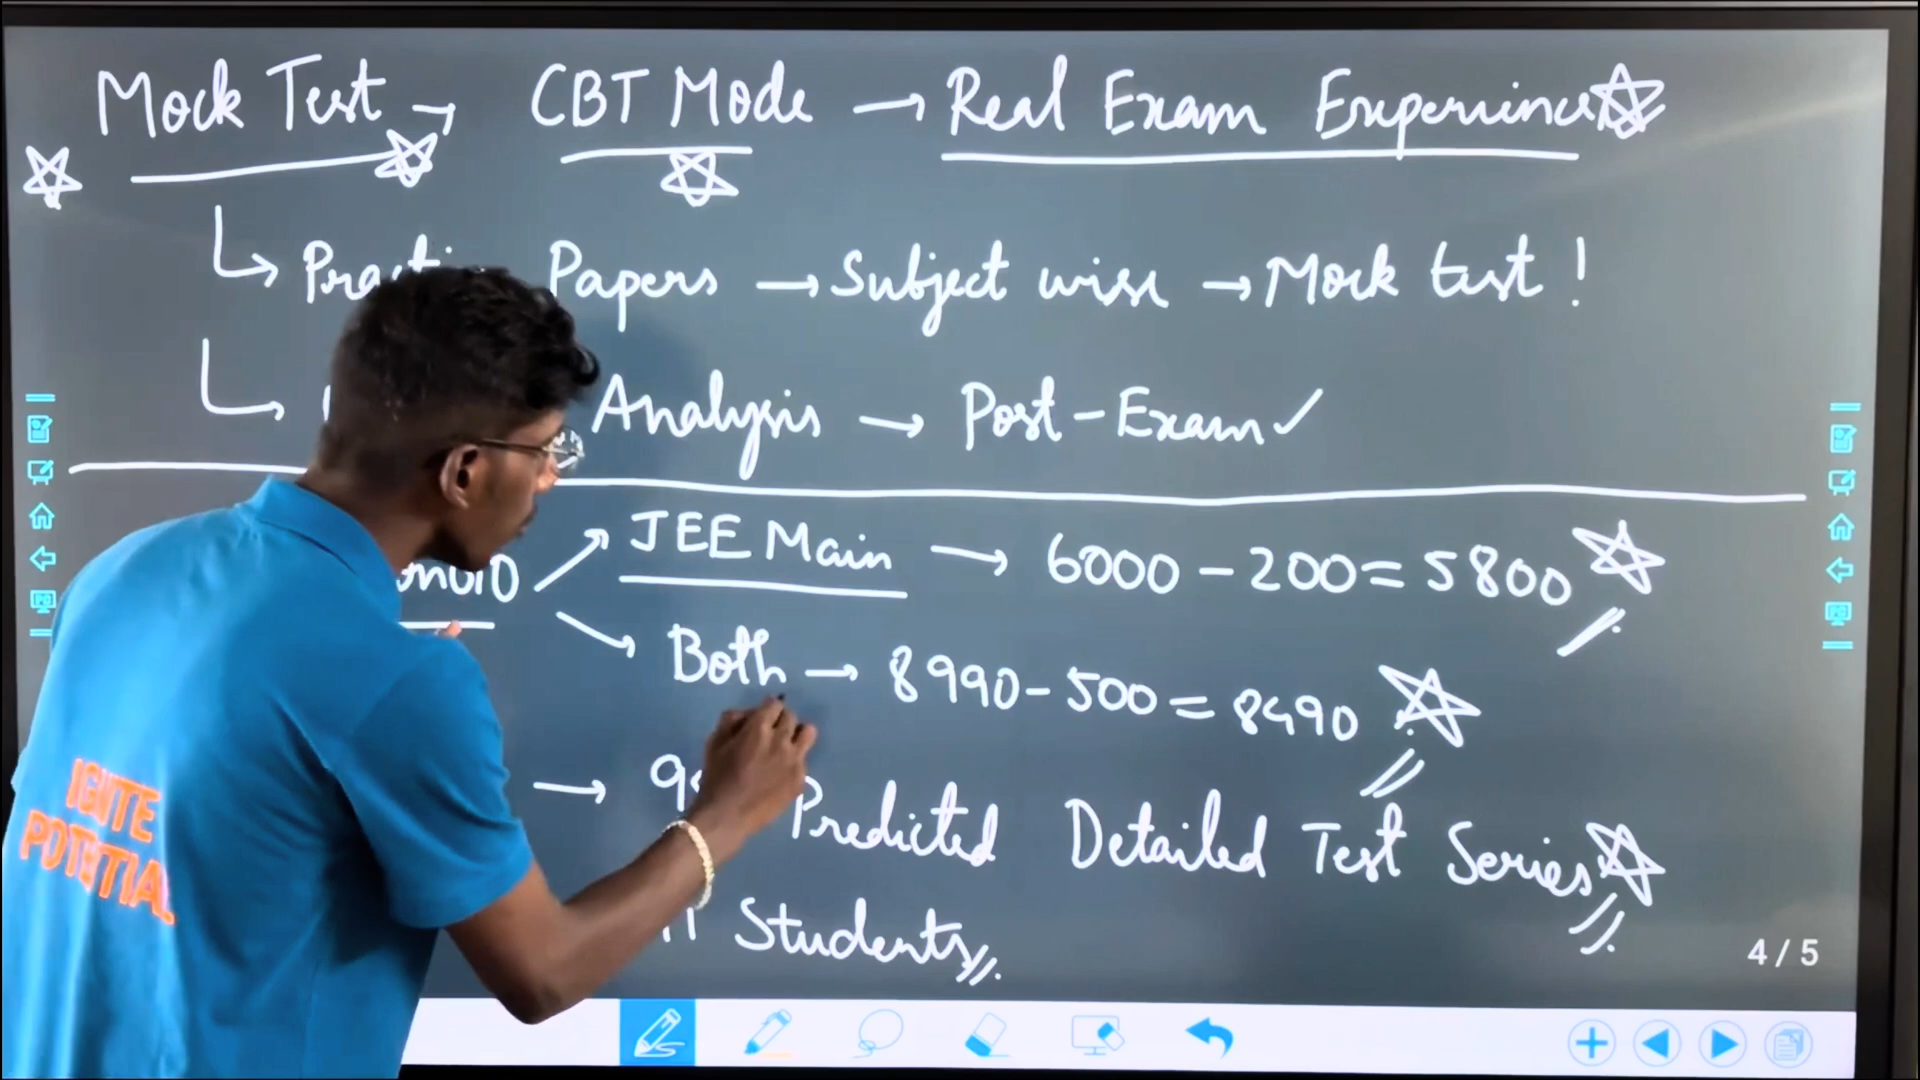 Mock Test → CBT Mode → Real Exam Experience
Papers → Subject wise → Mock test !
Analysis → Post-Exam ✓
JEE Main → 6000 - 200 = 5800
Both → 8990 - 500 = 8490
→ Predicted Detailed Test Series
Students
IGNITE
POTENTIAL
4 / 5